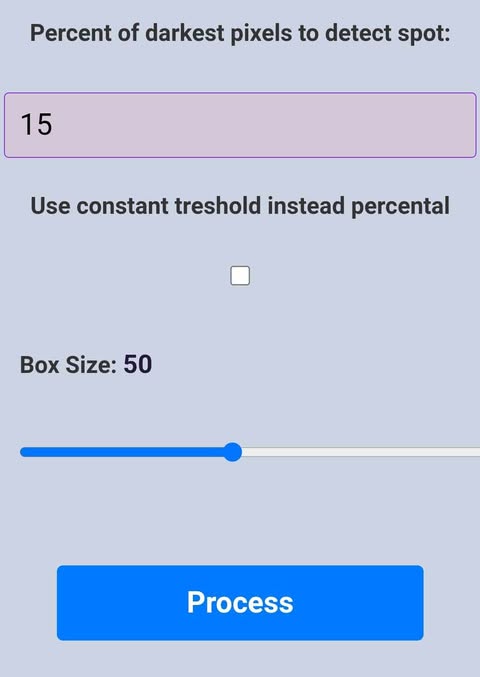 Percent of darkest pixels to detect spot:
15
Use constant treshold instead percental
Box Size: 50
Process